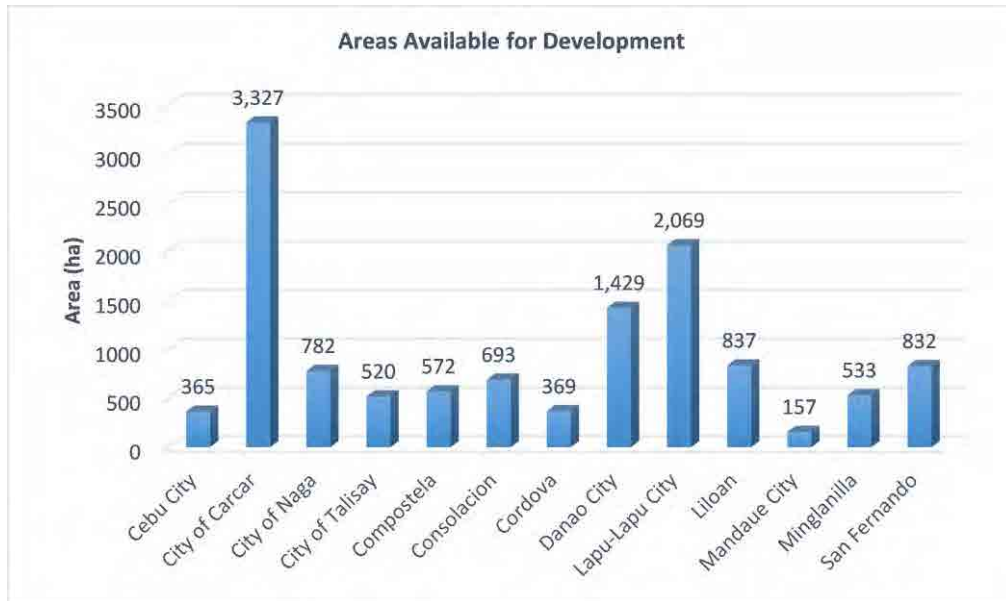 Areas Available for Development
Area (ha)
3500
3000
2500
2000
1500
1000
500
0
365
3,327
782
520
572
693
369
1,429
2,069
837
157
533
832
Cebu City
City of Carcar
City of Naga
City of Talisay
Compostela
Consolacion
Cordova
Danao City
Lapu-Lapu City
Liloan
Mandaue City
Minglanilla
San Fernando